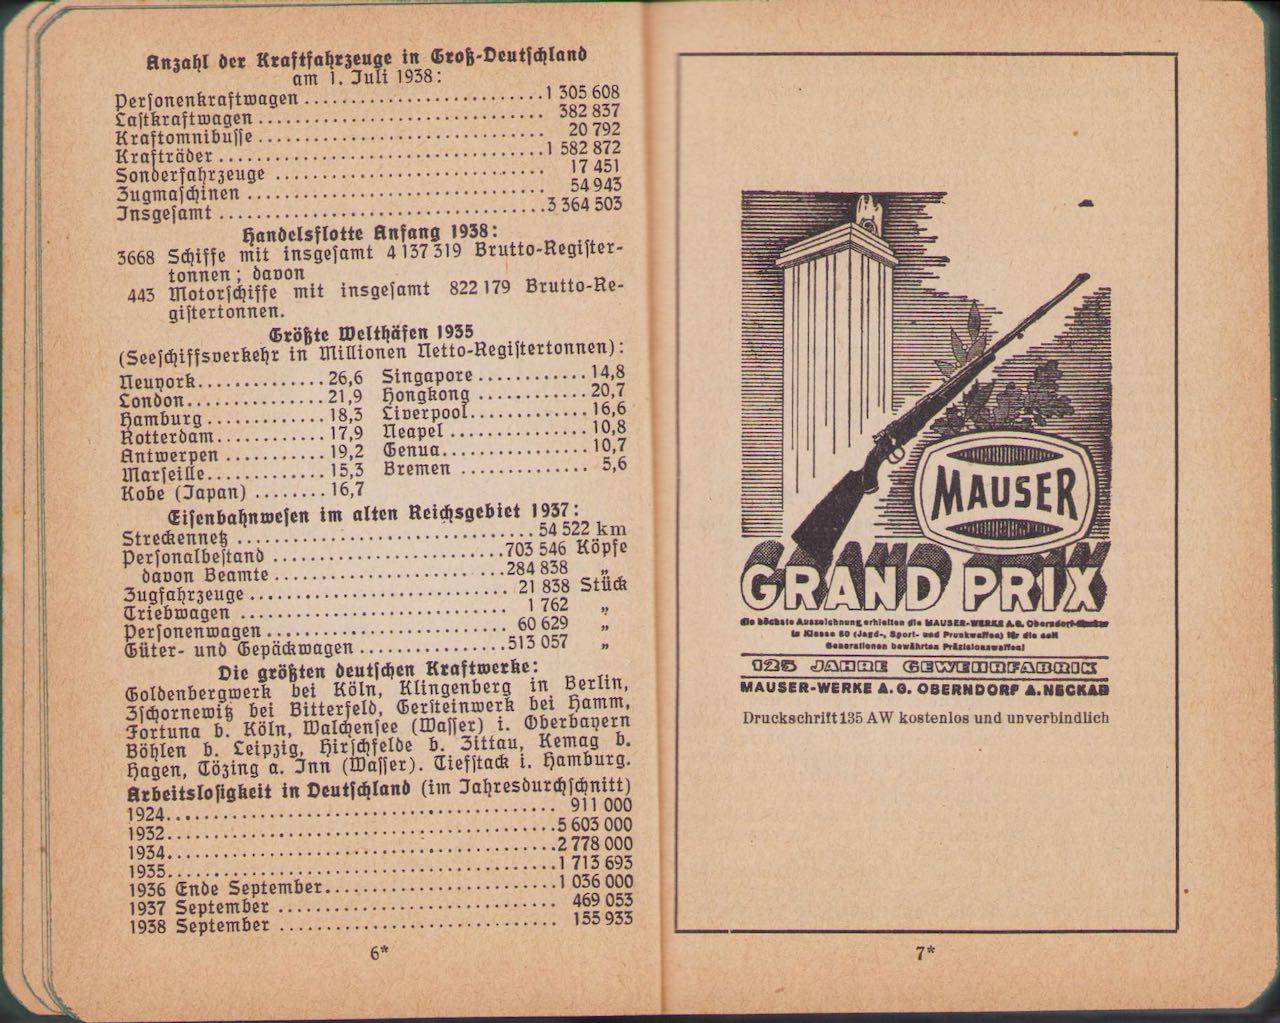 Anzahl der Kraftfahrzeuge in Groß-Deutschland
am 1. Juli 1938:
Personenkraftwagen ........................ 1 305 608
Lastkraftwagen ........................ 382 837
Kraftomnibusse ........................ 20 792
Krafträder ........................ 1 582 872
Sonderfahrzeuge ........................ 17 451
Zugmaschinen ........................ 54 943
Insgesamt ........................ 3 364 503
Handelsflotte Anfang 1938:
3668 Schiffe mit insgesamt 4 137 319 Brutto-Register-
tonnen; davon
443 Motorschiffe mit insgesamt 822 179 Brutto-Re-
gistertonnen.
Größte Welthäfen 1935
(Seeschiffsverkehr in Millionen Netto-Registertonnen):
Neuyork ............ 26,6 Singapore ............ 14,8
London ............ 21,9 Hongkong ............ 20,7
Hamburg ............ 18,3 Liverpool ............ 16,6
Rotterdam ............ 17,9 Neapel ............ 10,8
Antwerpen ............ 19,2 Genua ............ 10,7
Marseille ............ 15,3 Bremen ............ 5,6
Kobe (Japan) ........ 16,7
Eisenbahnwesen im alten Reichsgebiet 1937:
Streckennetz ........................ 54 522 km
Personalbestand ........................ 703 546 Köpfe
davon Beamte ........................ 284 838 „
Zugfahrzeuge ........................ 21 838 Stück
Triebwagen ........................ 1 762 „
Personenwagen ........................ 60 629 „
Güter- und Gepäckwagen ............ 513 057 „
Die größten deutschen Kraftwerke:
Goldenbergwerk bei Köln, Klingenberg in Berlin,
Zschornewitz bei Bitterfeld, Gersteinwerk bei Hamm,
Fortuna b. Köln, Walchensee (Wasser) i. Oberbayern
Böhlen b. Leipzig, Hirschfelde b. Zittau, Kemag b.
Hagen, Tözing a. Inn (Wasser). Tiefstack i. Hamburg.
Arbeitslosigkeit in Deutschland (im Jahresdurchschnitt)
1924 ........................ 911 000
1932 ........................ 5 603 000
1934 ........................ 2 778 000
1935 ........................ 1 713 693
1936 Ende September ........................ 1 036 000
1937 September ........................ 469 053
1938 September ........................ 155 933
6*
MAUSER
GRAND PRIX
die höchste Auszeichnung erhielten die MAUSER-WERKE A.G. Oberndorf-Neckar
in Klasse 60 (Jagd-, Sport- und Prunkwaffen) für die seit
Generationen bewährten Präzisionswaffen!
125 JAHRE GEWEHRFABRIK
MAUSER-WERKE A.G. OBERNDORF A.NECKAR
Druckschrift 135 AW kostenlos und unverbindlich
7*